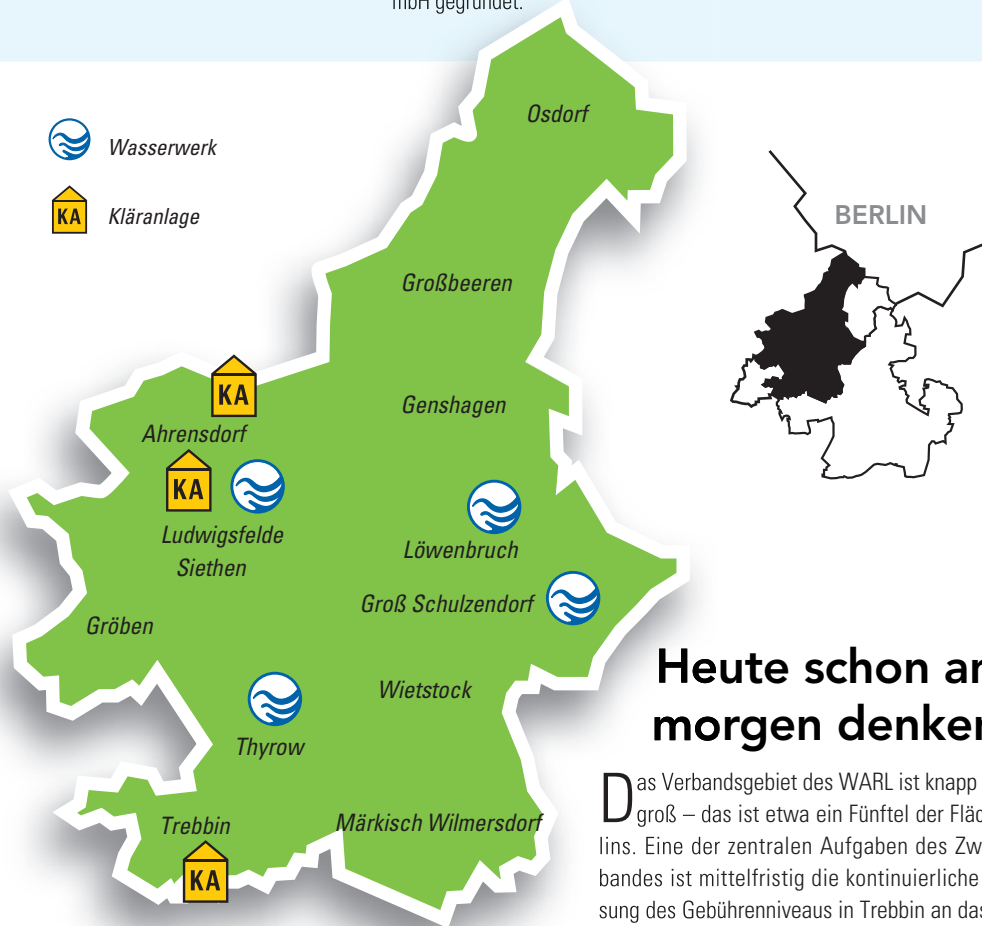 mbH gegründet.
Wasserwerk
KA Kläranlage
Osdorf
BERLIN
Großbeeren
KA
Genshagen
Ahrensdorf
KA
Ludwigsfelde
Siethen
Löwenbruch
Groß Schulzendorf
Gröben
Wietstock
Thyrow
Trebbin
Märkisch Wilmersdorf
KA
Heute schon an
morgen denken
Das Verbandsgebiet des WARL ist knapp
groß – das ist etwa ein Fünftel der Fläc
lins. Eine der zentralen Aufgaben des Zw
bandes ist mittelfristig die kontinuierliche
sung des Gebührenniveaus in Trebbin an das